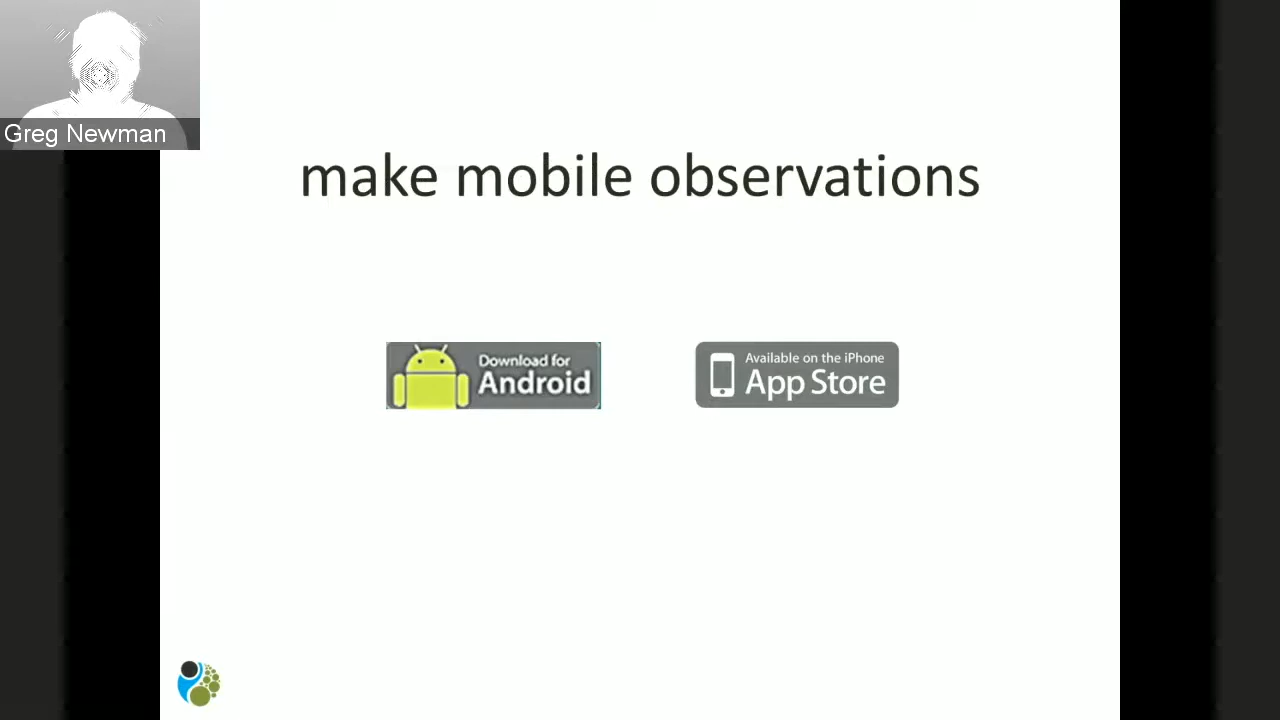 Greg Newman
make mobile observations
Download for
Android
Available on the iPhone
App Store